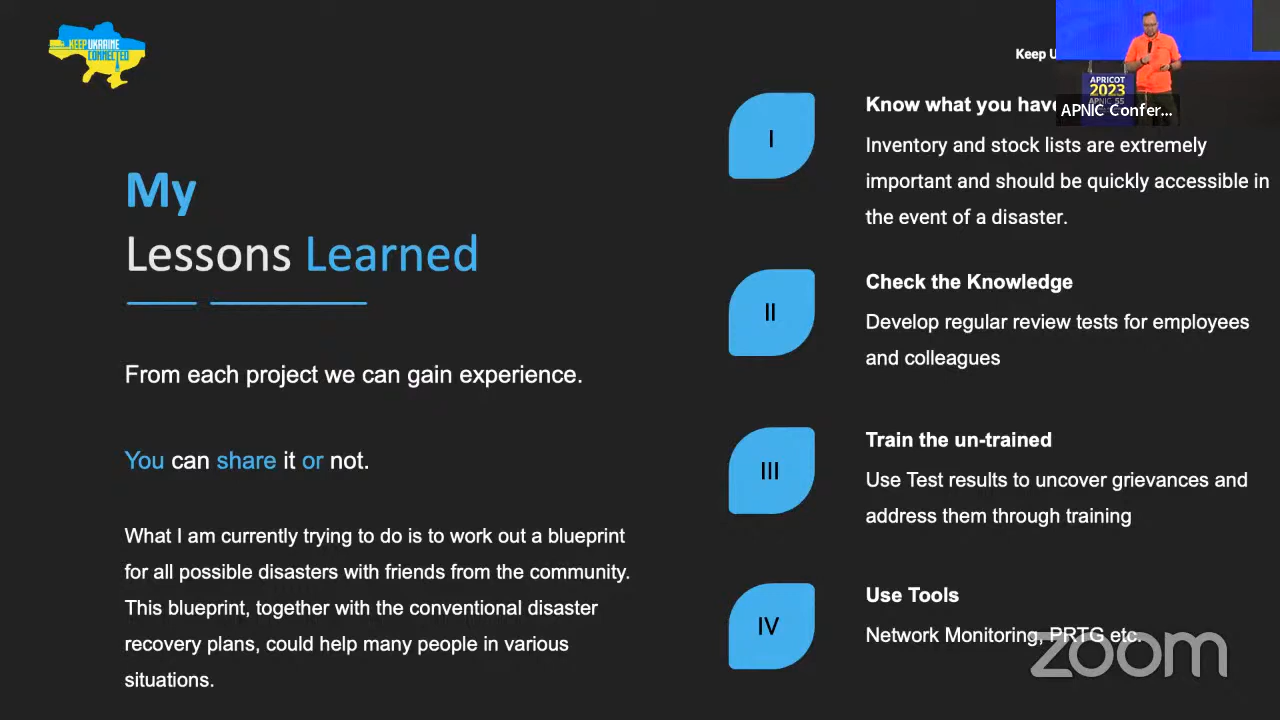 KEEP UKRAINE
CONNECTED
My
Lessons Learned
From each project we can gain experience.
You can share it or not.
What I am currently trying to do is to work out a blueprint
for all possible disasters with friends from the community.
This blueprint, together with the conventional disaster
recovery plans, could help many people in various
situations.
Keep U
I
Know what you have
Inventory and stock lists are extremely
important and should be quickly accessible in
the event of a disaster.
II
Check the Knowledge
Develop regular review tests for employees
and colleagues
III
Train the un-trained
Use Test results to uncover grievances and
address them through training
IV
Use Tools
Network Monitoring, PRTG etc.
APRICOT
2023
APNIC 55
APNIC Confer...
zoom